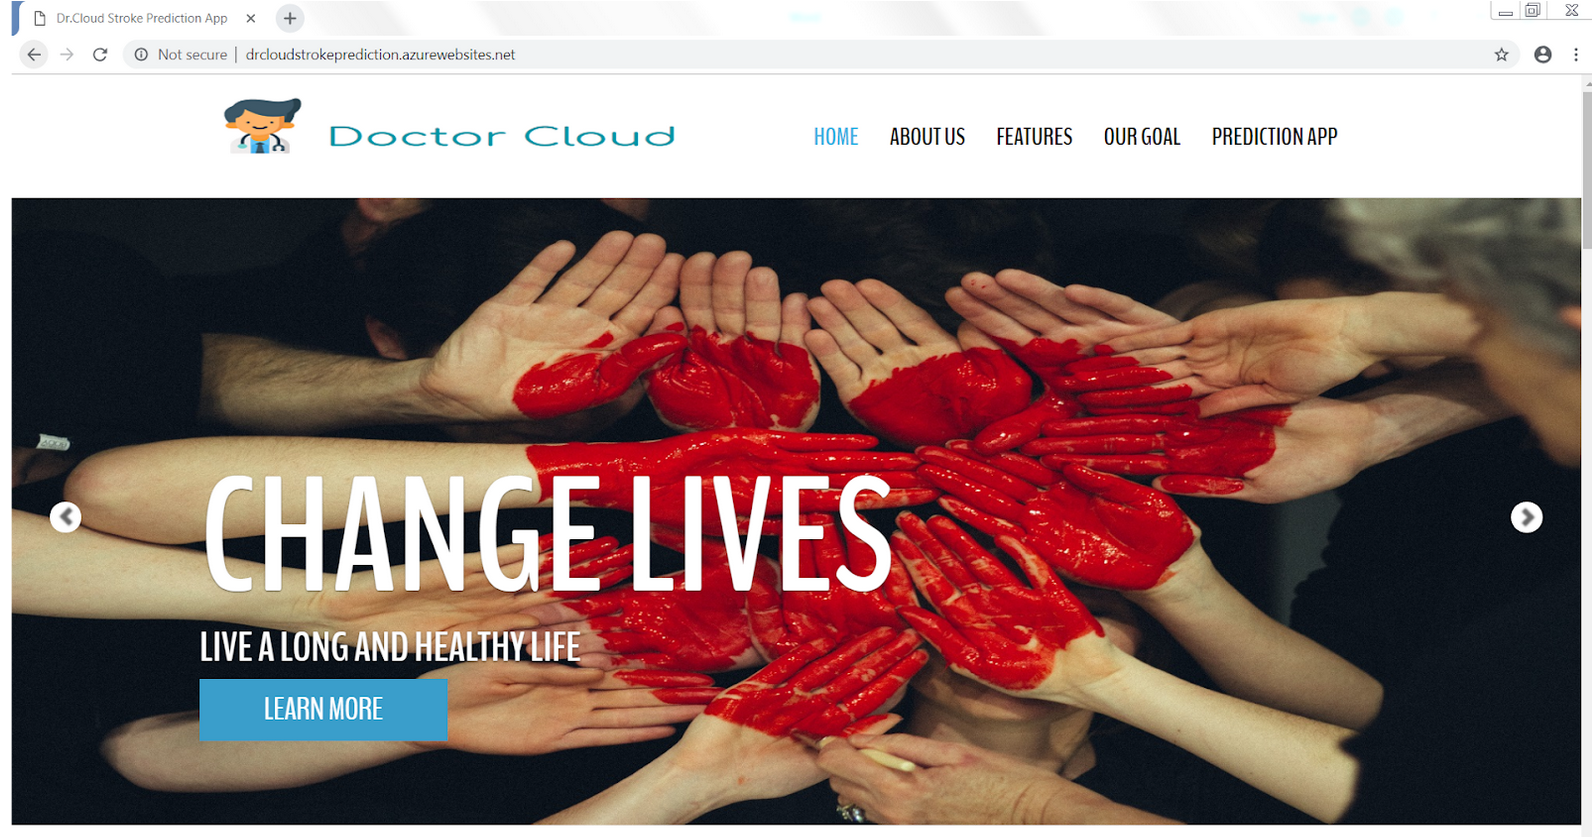 Dr.Cloud Stroke Prediction App
Not secure | drcloudstrokeprediction.azurewebsites.net
Doctor Cloud
HOME ABOUT US FEATURES OUR GOAL PREDICTION APP
CHANGE LIVES
LIVE A LONG AND HEALTHY LIFE
LEARN MORE